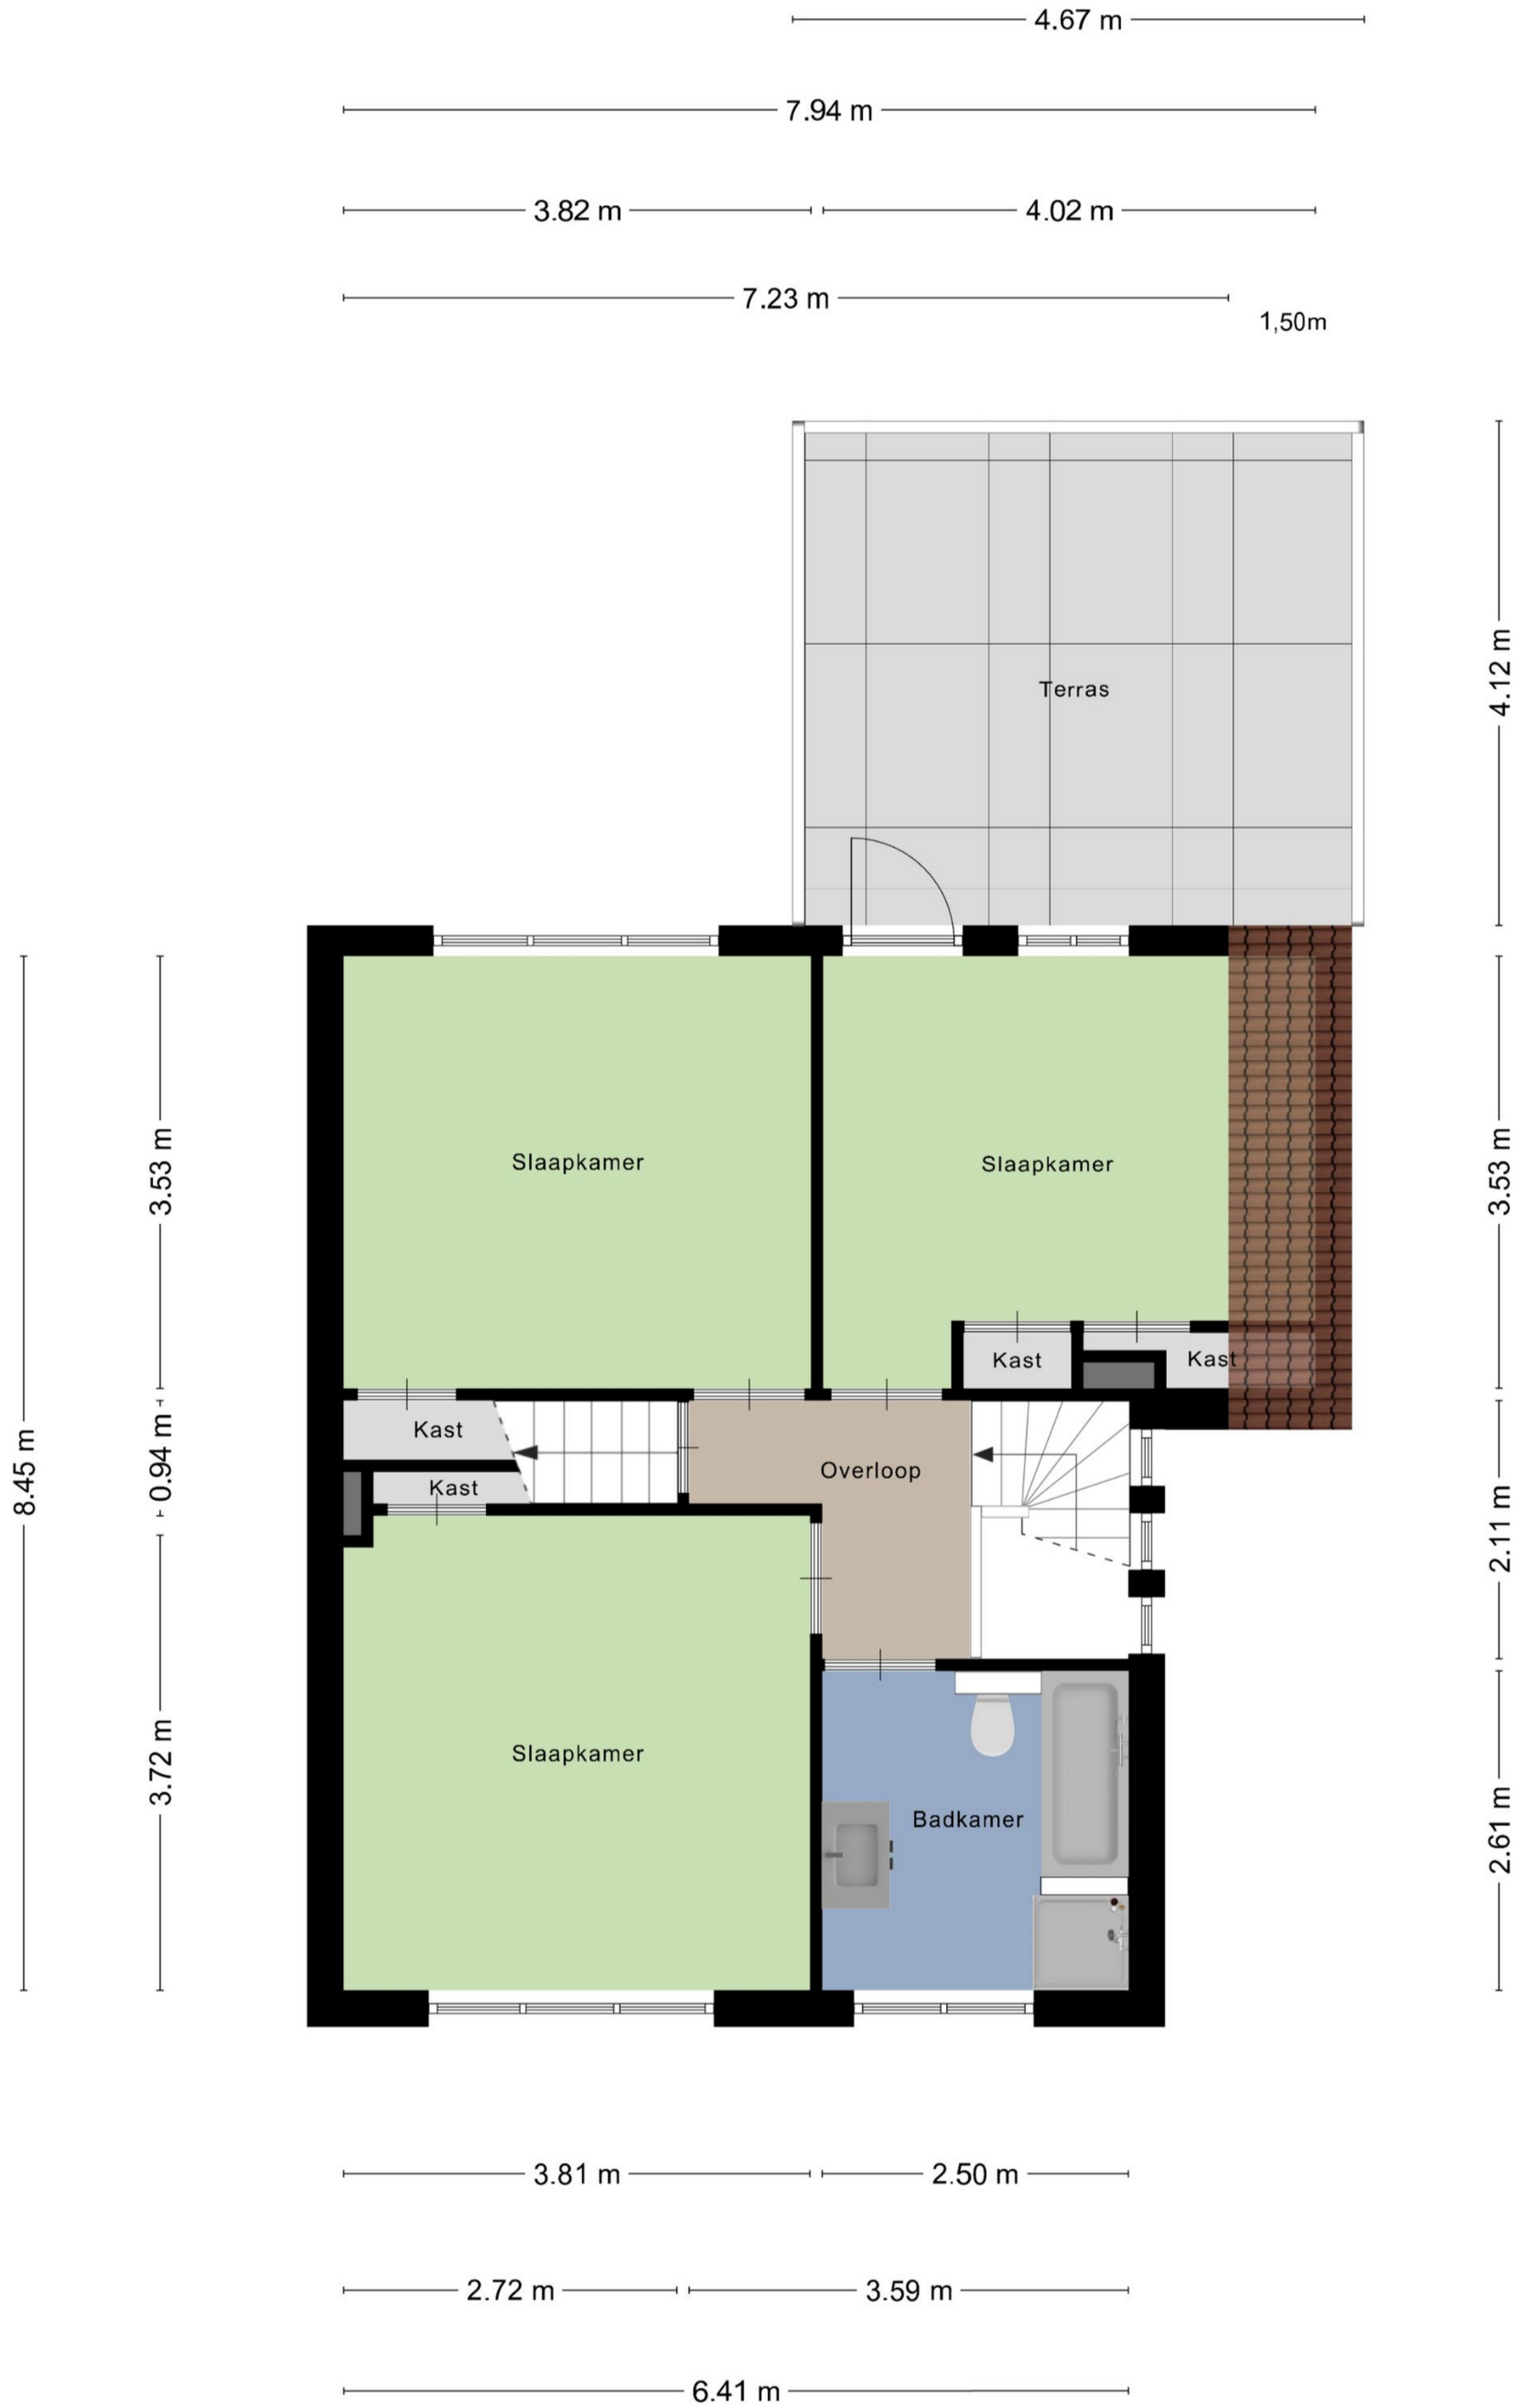 4.67 m
7.94 m
3.82 m
4.02 m
7.23 m
1,50m
4.12 m
Terras
3.53 m
3.53 m
Slaapkamer
Slaapkamer
Kast
Kast
8.45 m
0.94 m
Kast
Kast
Overloop
2.11 m
3.72 m
Slaapkamer
Badkamer
2.61 m
3.81 m
2.50 m
2.72 m
3.59 m
6.41 m